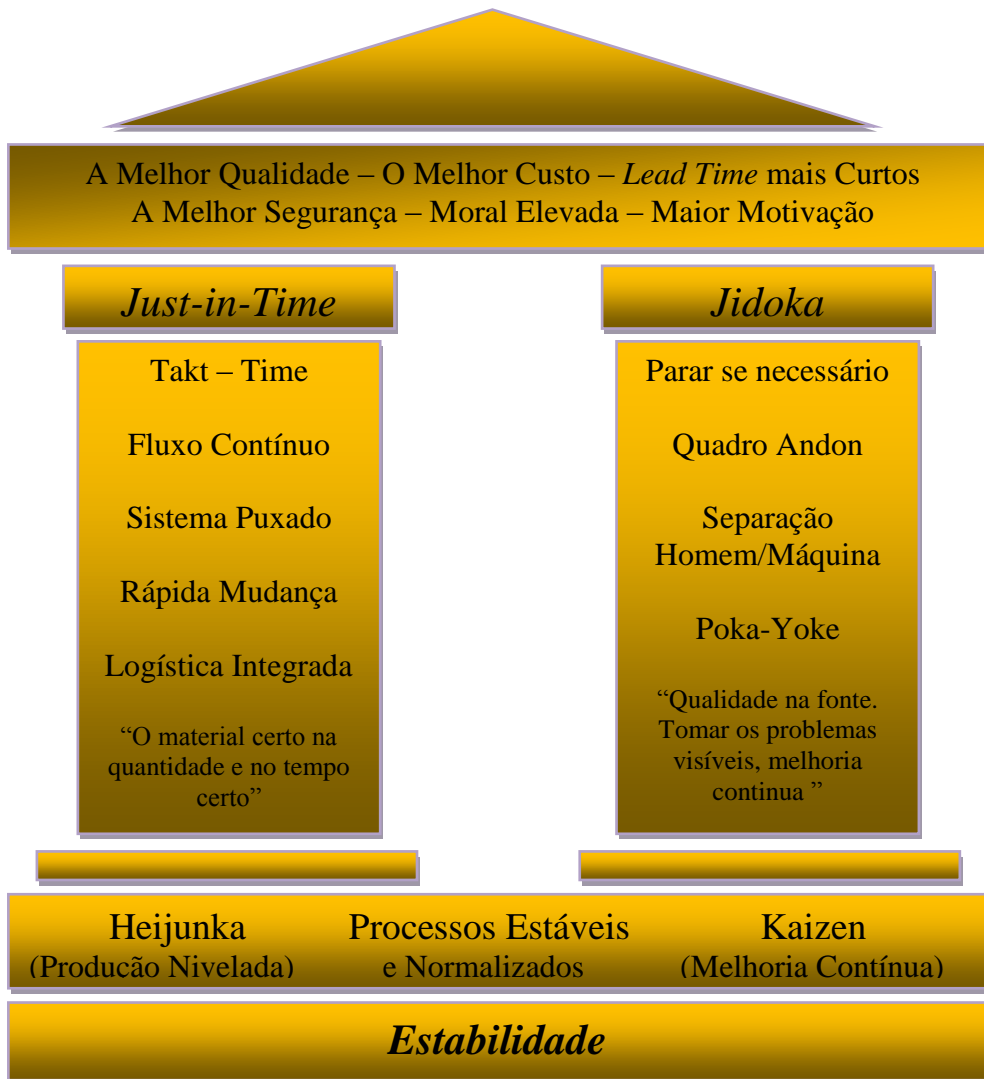 A Melhor Qualidade – O Melhor Custo – Lead Time mais Curtos
A Melhor Segurança – Moral Elevada – Maior Motivação
Just-in-Time
Takt – Time
Fluxo Contínuo
Sistema Puxado
Rápida Mudança
Logística Integrada
“O material certo na
quantidade e no tempo
certo”
Jidoka
Parar se necessário
Quadro Andon
Separação
Homem/Máquina
Poka-Yoke
“Qualidade na fonte.
Tomar os problemas
visíveis, melhoria
continua ”
Heijunka
(Producão Nivelada)
Processos Estáveis
e Normalizados
Kaizen
(Melhoria Contínua)
Estabilidade